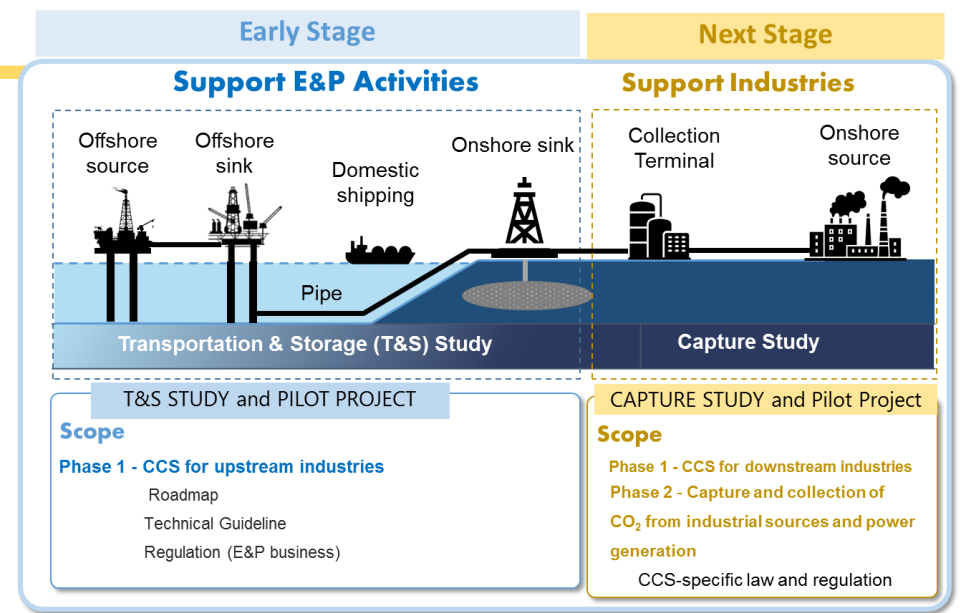 Early Stage
Next Stage
Support E&P Activities
Support Industries
Offshore
source
Offshore
sink
Domestic
shipping
Onshore sink
Collection
Terminal
Onshore
source
Pipe
Transportation & Storage (T&S) Study
Capture Study
T&S STUDY and PILOT PROJECT
Scope
Phase 1 - CCS for upstream industries
Roadmap
Technical Guideline
Regulation (E&P business)
CAPTURE STUDY and Pilot Project
Scope
Phase 1 - CCS for downstream industries
Phase 2 - Capture and collection of
CO₂ from industrial sources and power
generation
CCS-specific law and regulation